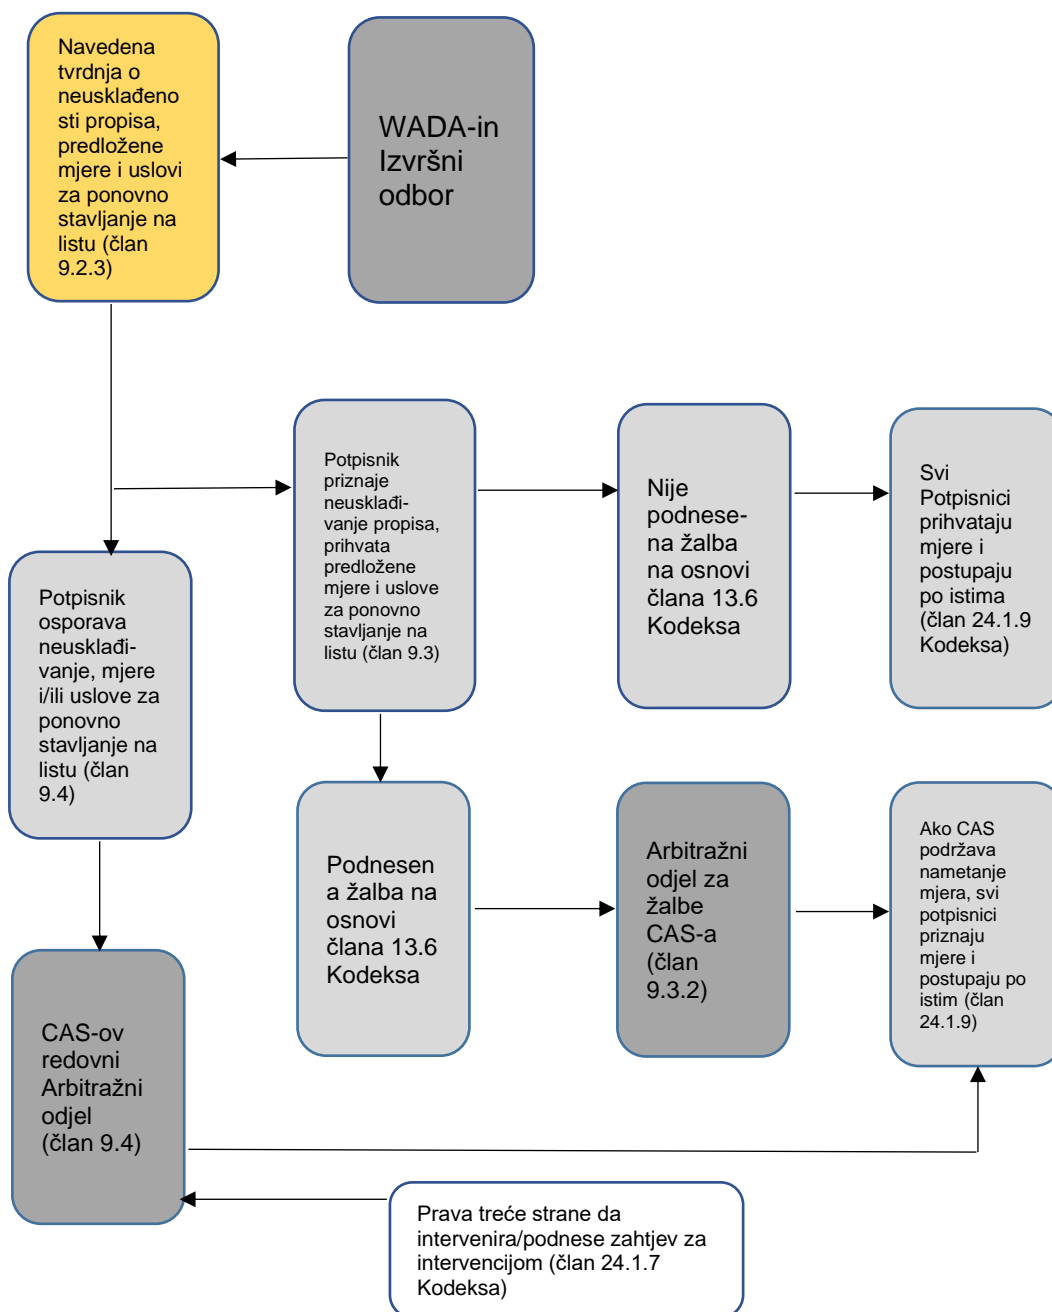 Navedena
tvrdnja o
neusklađeno
sti propisa,
predložene
mjere i uslovi
za ponovno
stavljanje na
listu (član
9.2.3)
WADA-in
Izvršni
odbor
Potpisnik
osporava
neusklađi-
vanje, mjere
i/ili uslove za
ponovno
stavljanje na
listu (član
9.4)
Potpisnik
priznaje
neusklađi-
vanje propisa,
prihvata
predložene
mjere i uslove
za ponovno
stavljanje na
listu (član 9.3)
Nije
podnese-
na žalba
na osnovi
člana 13.6
Kodeksa
Svi
Potpisnici
prihvataju
mjere i
postupaju
po istima
(član 24.1.9
Kodeksa)
Podnesen
a žalba na
osnovi
člana 13.6
Kodeksa
Arbitražni
odjel za
žalbe
CAS-a
(član
9.3.2)
Ako CAS
podržava
nametanje
mjera, svi
potpisnici
priznaju
mjere i
postupaju po
istim (član
24.1.9)
CAS-ov
redovni
Arbitražni
odjel
(član 9.4)
Prava treće strane da
intervenira/podnese zahtjev za
intervencijom (član 24.1.7
Kodeksa)